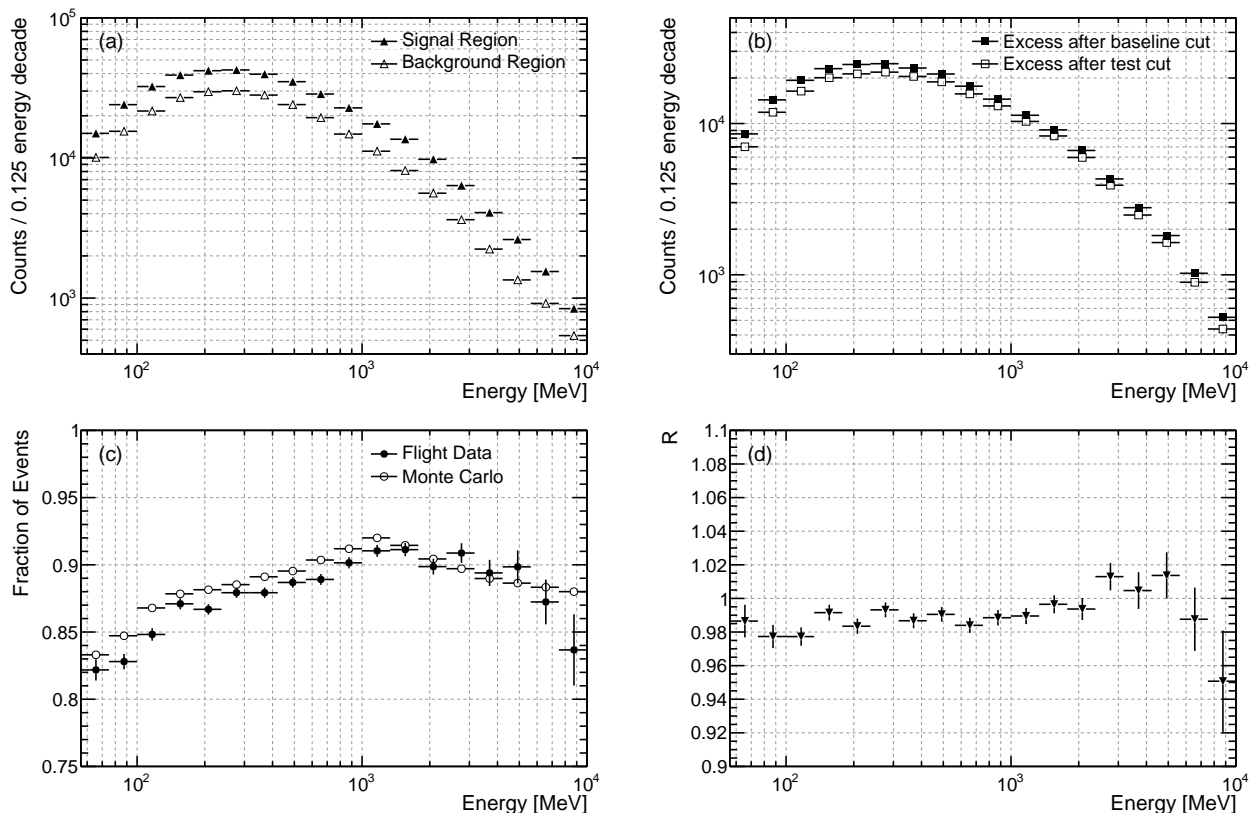 (a)
Signal Region
Background Region
Counts / 0.125 energy decade
10^5
10^4
10^3
10^2 10^3 10^4
Energy [MeV]
(b)
Excess after baseline cut
Excess after test cut
Counts / 0.125 energy decade
10^4
10^3
10^2 10^3 10^4
Energy [MeV]
(c)
Flight Data
Monte Carlo
Fraction of Events
1
0.95
0.9
0.85
0.8
0.75
10^2 10^3 10^4
Energy [MeV]
(d)
R
1.1
1.08
1.06
1.04
1.02
1
0.98
0.96
0.94
0.92
0.9
10^2 10^3 10^4
Energy [MeV]